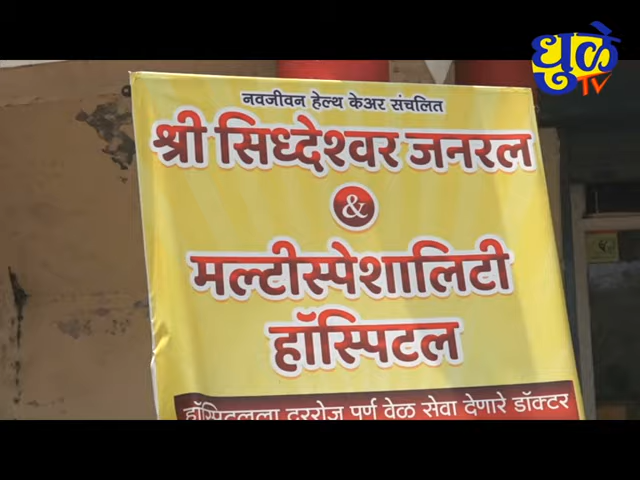 धुळे
TV
नवजीवन हेल्थ केअर संचलित
श्री सिध्देश्वर जनरल
&
मल्टीस्पेशालिटी
हॉस्पिटल
हॉस्पिटलला दररोज पुर्ण वेळ सेवा देणारे डॉक्टर